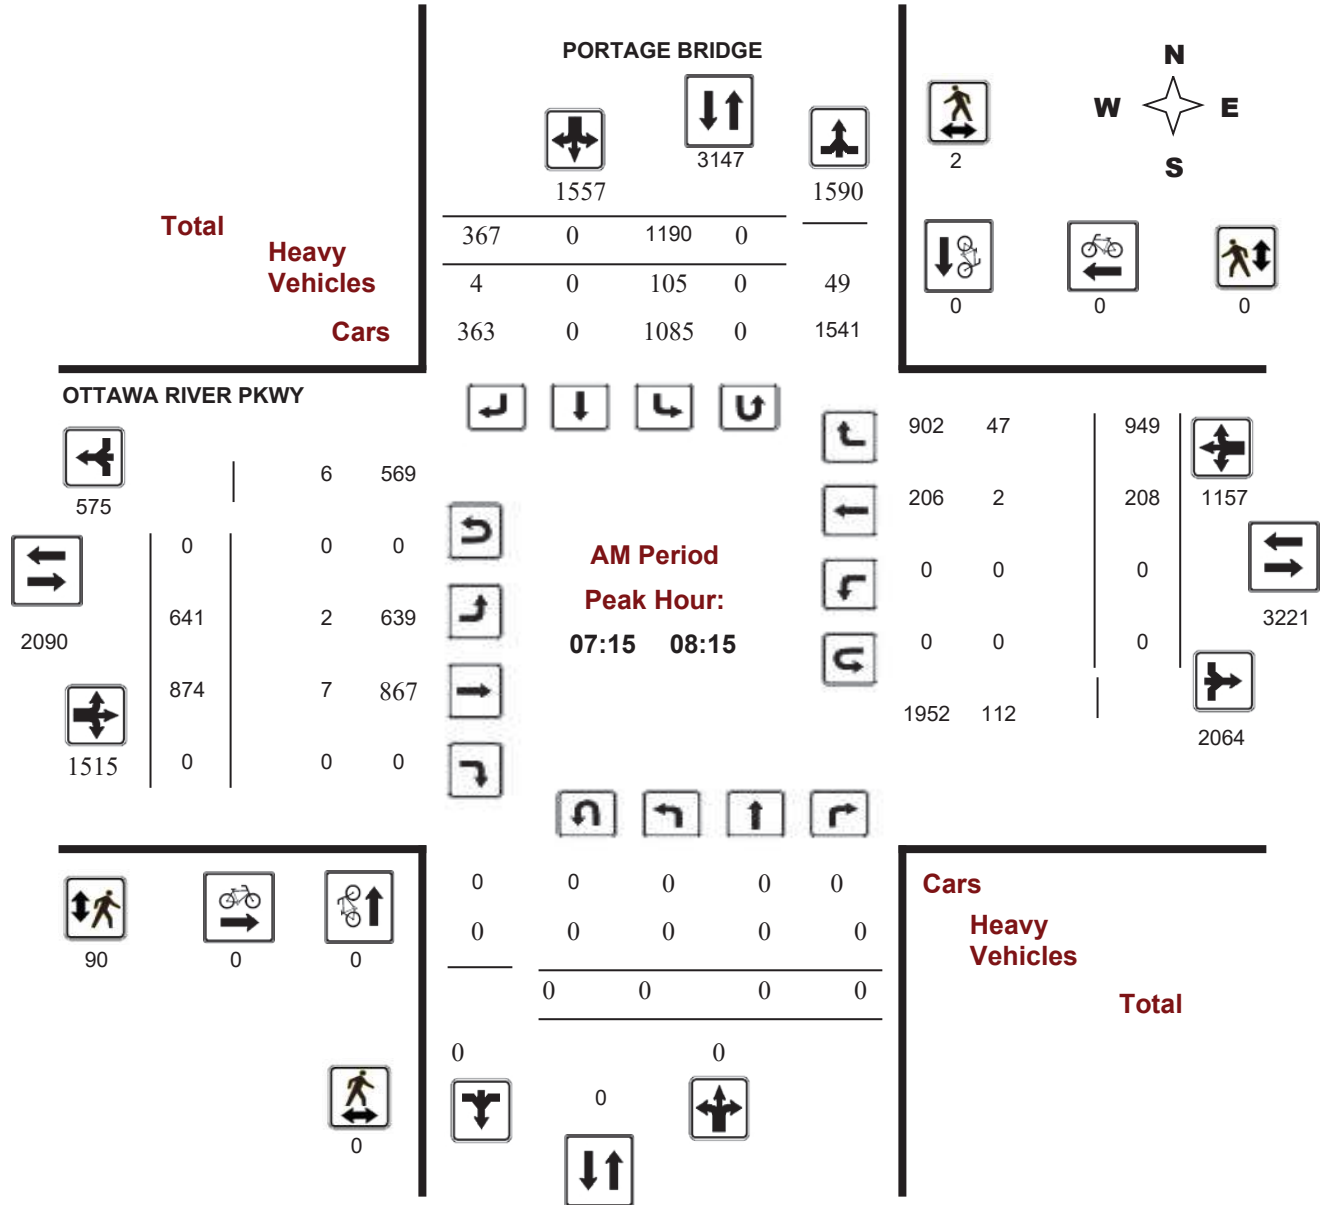 PORTAGE BRIDGE
N
W E
S
3147
2
1557 1590
Total 367 0 1190 0
Heavy
Vehicles 4 0 105 0 49
0 0 0
Cars 363 0 1085 0 1541
OTTAWA RIVER PKWY
902 47 949
6 569
575
206 2 208 1157
0 0 0
AM Period
0 0 0
Peak Hour:
641 2 639
3221
2090
07:15 08:15
0 0 0
874 7 867
1952 112
2064
1515 0 0 0
0 0 0 0 0 Cars
90 0 0
0 0 0 0 0 Heavy
Vehicles
0 0 0 0
Total
0 0
0
0